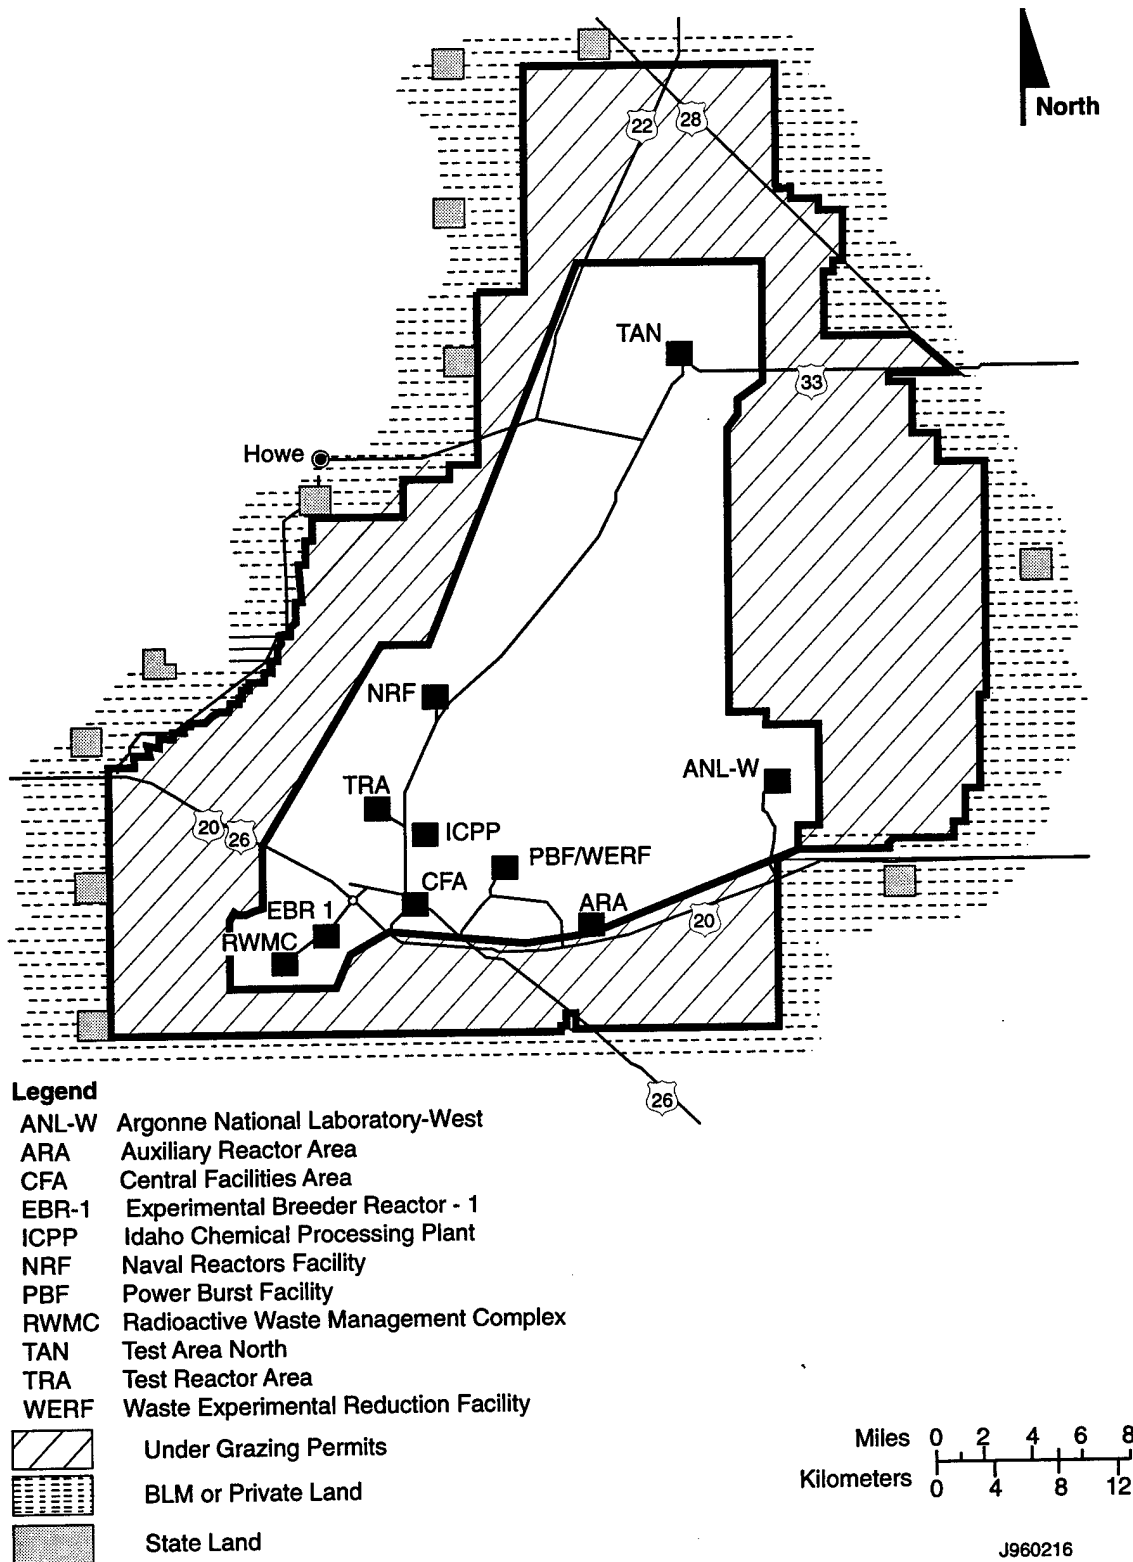 North
22
28
TAN
33
Howe
NRF
ANL-W
TRA
20
26
ICPP
PBF/WERF
CFA
EBR 1
ARA
20
RWMC
26
Legend
ANL-W Argonne National Laboratory-West
ARA Auxiliary Reactor Area
CFA Central Facilities Area
EBR-1 Experimental Breeder Reactor - 1
ICPP Idaho Chemical Processing Plant
NRF Naval Reactors Facility
PBF Power Burst Facility
RWMC Radioactive Waste Management Complex
TAN Test Area North
TRA Test Reactor Area
WERF Waste Experimental Reduction Facility
Under Grazing Permits
BLM or Private Land
State Land
Miles 0 2 4 6 8
Kilometers 0 4 8 12
J960216